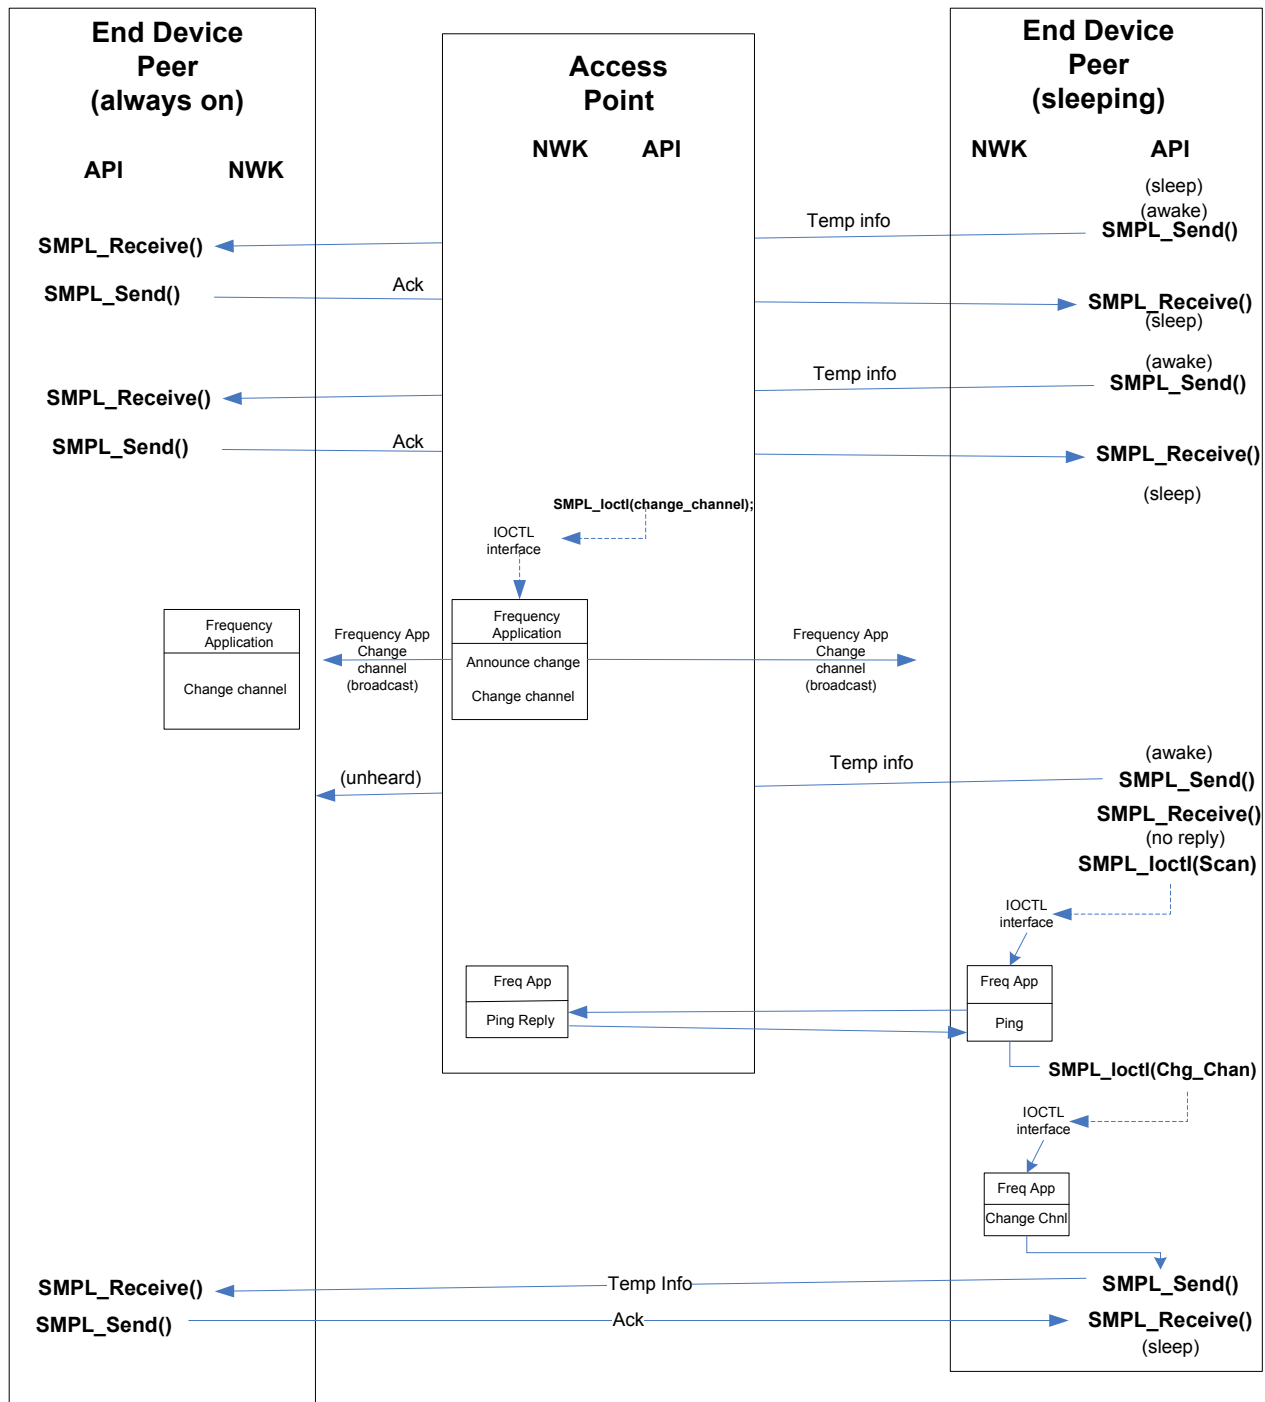 End Device
Peer
(always on)
Access
Point
End Device
Peer
(sleeping)
API
NWK
NWK
API
NWK
API
(sleep)
(awake)
Temp info
SMPL_Send()
SMPL_Receive()
Ack
SMPL_Send()
SMPL_Receive()
(sleep)
(awake)
Temp info
SMPL_Send()
SMPL_Receive()
Ack
SMPL_Send()
SMPL_Receive()
(sleep)
SMPL_Ioctl(change_channel);
IOCTL
interface
Frequency
Application
Change channel
Frequency App
Change
channel
(broadcast)
Frequency
Application
Announce change
Change channel
Frequency App
Change
channel
(broadcast)
(awake)
Temp info
SMPL_Send()
(unheard)
SMPL_Receive()
(no reply)
SMPL_Ioctl(Scan)
IOCTL
interface
Freq App
Ping Reply
Freq App
Ping
SMPL_Ioctl(Chg_Chan)
IOCTL
interface
Freq App
Change Chnl
SMPL_Receive()
Temp Info
SMPL_Send()
SMPL_Send()
Ack
SMPL_Receive()
(sleep)